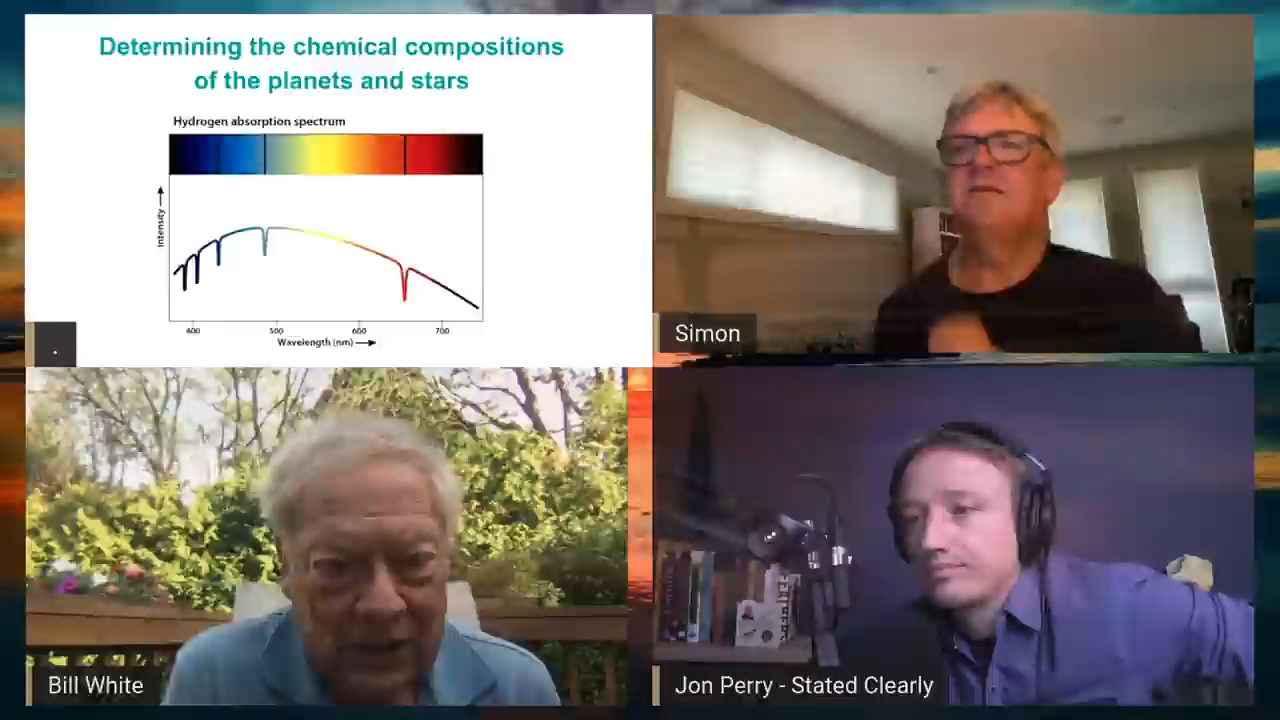 Determining the chemical compositions
of the planets and stars
Hydrogen absorption spectrum
Intensity
400 500 600 700
Wavelength (nm)
.
Simon
Bill White
Jon Perry - Stated Clearly